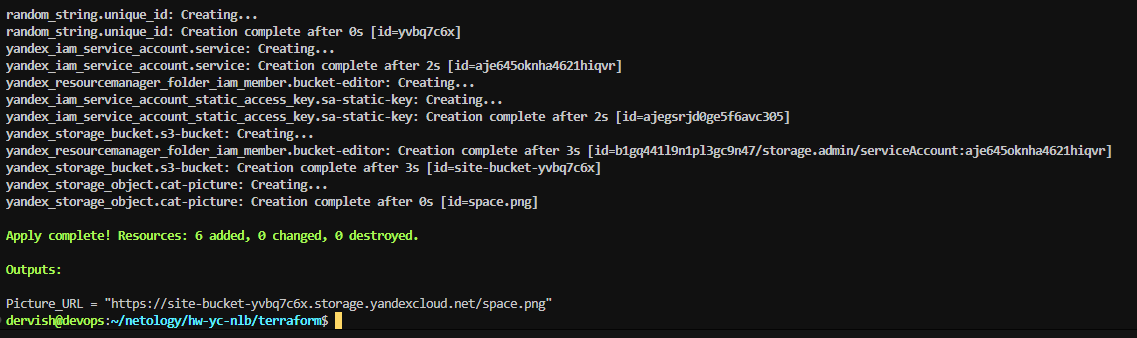 random_string.unique_id: Creating...
random_string.unique_id: Creation complete after 0s [id=yvbq7c6x]
yandex_iam_service_account.service: Creating...
yandex_iam_service_account.service: Creation complete after 2s [id=aje645oknha4621hiqvr]
yandex_resourcemanager_folder_iam_member.bucket-editor: Creating...
yandex_iam_service_account_static_access_key.sa-static-key: Creating...
yandex_iam_service_account_static_access_key.sa-static-key: Creation complete after 2s [id=ajegsrjd0ge5f6avc305]
yandex_storage_bucket.s3-bucket: Creating...
yandex_resourcemanager_folder_iam_member.bucket-editor: Creation complete after 3s [id=b1gq441l9n1pl3gc9n47/storage.admin/serviceAccount:aje645oknha4621hiqvr]
yandex_storage_bucket.s3-bucket: Creation complete after 3s [id=site-bucket-yvbq7c6x]
yandex_storage_object.cat-picture: Creating...
yandex_storage_object.cat-picture: Creation complete after 0s [id=space.png]
Apply complete! Resources: 6 added, 0 changed, 0 destroyed.
Outputs:
Picture_URL = "https://site-bucket-yvbq7c6x.storage.yandexcloud.net/space.png"
dervish@devops:~/netology/hw-yc-nlb/terraform$